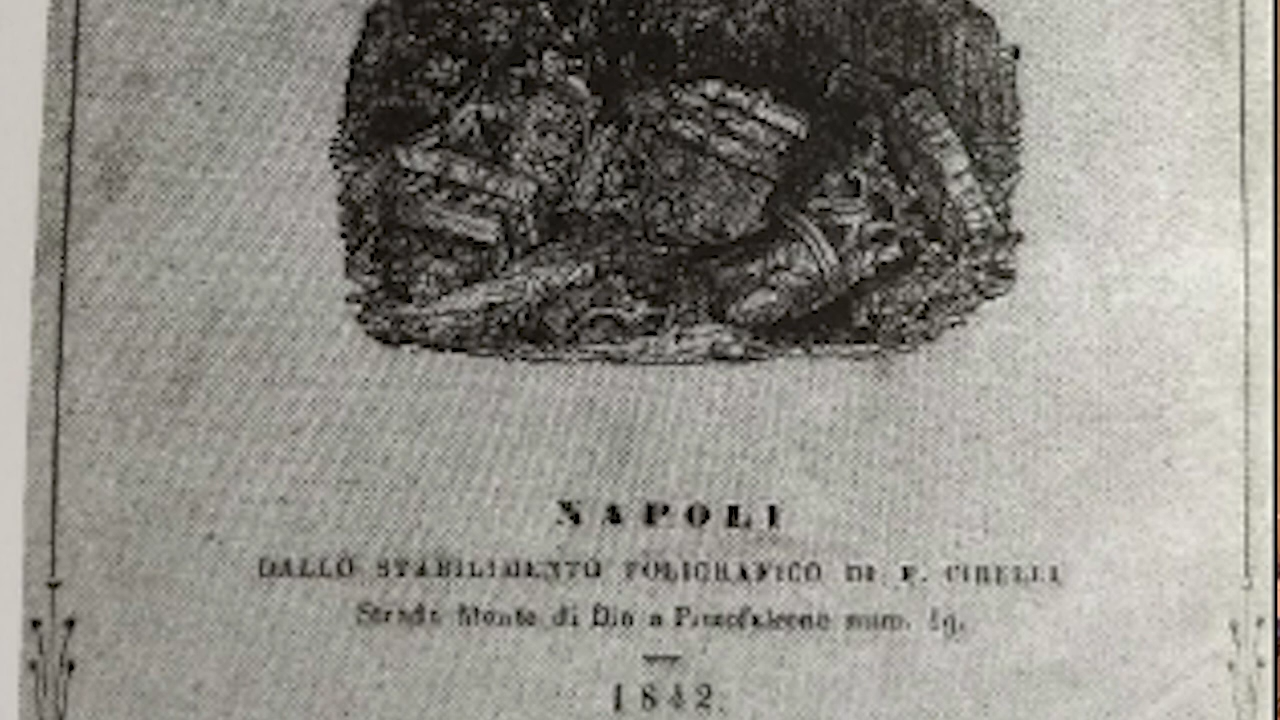 NAPOLI
DALLO STABILIMENTO POLIGRAFICO DI F. CIRELLI
Strada Monte di Dio a Pizzofalcone num. 19.
1842.